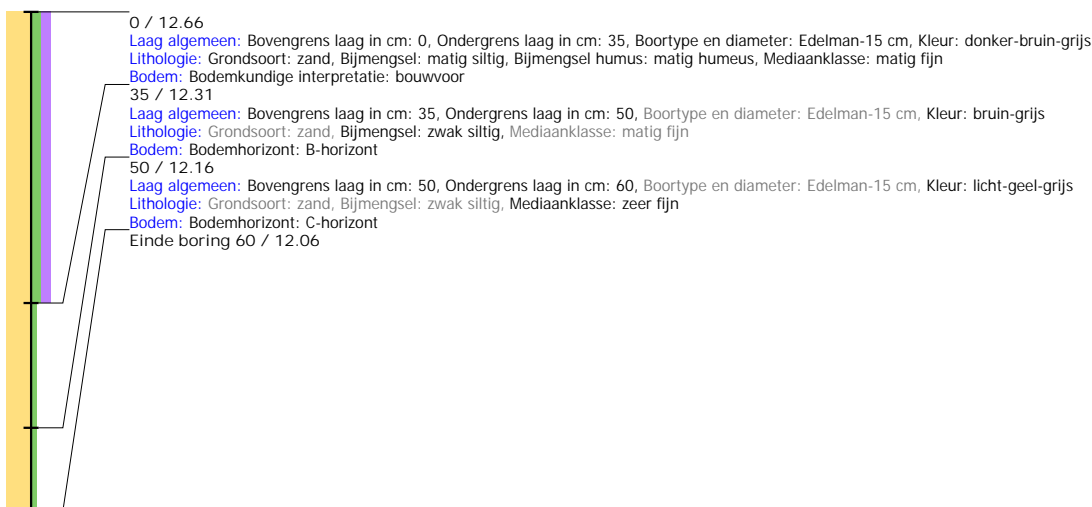 0 / 12.66
Laag algemeen: Bovengrens laag in cm: 0, Ondergrens laag in cm: 35, Boortype en diameter: Edelman-15 cm, Kleur: donker-bruin-grijs
Lithologie: Grondsoort: zand, Bijmengsel: matig siltig, Bijmengsel humus: matig humeus, Mediaanklasse: matig fijn
Bodem: Bodemkundige interpretatie: bouwvoor
35 / 12.31
Laag algemeen: Bovengrens laag in cm: 35, Ondergrens laag in cm: 50, Boortype en diameter: Edelman-15 cm, Kleur: bruin-grijs
Lithologie: Grondsoort: zand, Bijmengsel: zwak siltig, Mediaanklasse: matig fijn
Bodem: Bodemhorizont: B-horizont
50 / 12.16
Laag algemeen: Bovengrens laag in cm: 50, Ondergrens laag in cm: 60, Boortype en diameter: Edelman-15 cm, Kleur: licht-geel-grijs
Lithologie: Grondsoort: zand, Bijmengsel: zwak siltig, Mediaanklasse: zeer fijn
Bodem: Bodemhorizont: C-horizont
Einde boring 60 / 12.06